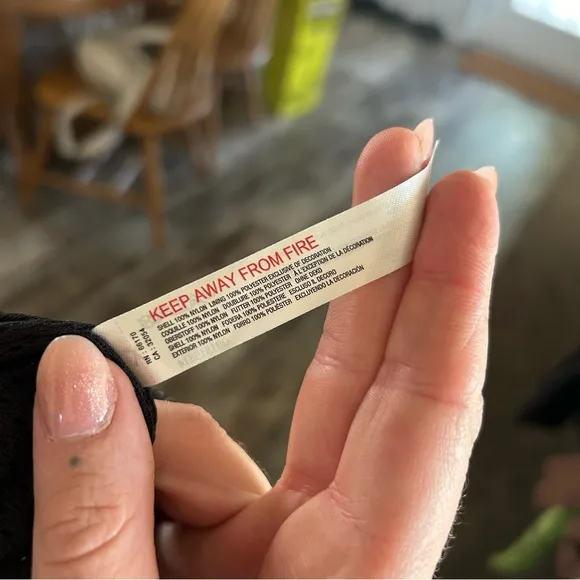 KEEP AWAY FROM FIRE
SHELL 100% NYLON LINING 100% POLYESTER EXCLUSIVE OF DECORATION
COQUILLE 100% NYLON DOUBLURE 100% POLYESTER À L'EXCEPTION DE LA DÉCORATION
OBERSTOFF 100% NYLON FUTTER 100% POLYESTER OHNE DEKO
SHELL 100% NYLON FODERA 100% POLIESTERE ESCLUSO IL DECORO
EXTERIOR 100% NYLON FORRO 100% POLIÉSTER EXCLUYENDO LA DECORACIÓN
RN : 66170
CA: 32054